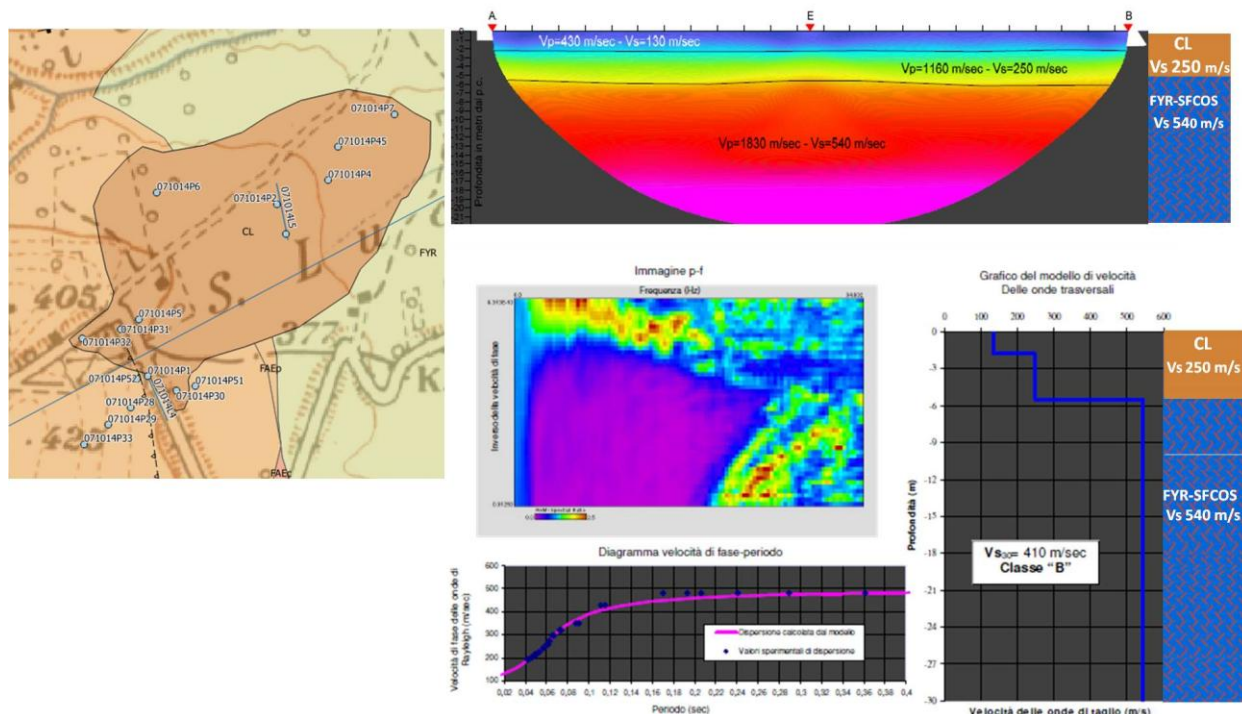 071014P7
071014P45
071014P4
071014P6
071014P2
071014L5
CL
FYR
S. Lu
405
377
071014P5
071014P31
071014P32
071014P1
071014P52
071014P51
071014P30
FAEp
071014L4
071014P28
071014P29
071014P33
FAEc
A
E
B
Vp=430 m/sec - Vs=130 m/sec
Vp=1160 m/sec - Vs=250 m/sec
Vp=1830 m/sec - Vs=540 m/sec
Profondità in metri dal p.c.
CL
Vs 250 m/s
FYR-SFCOS
Vs 540 m/s
Immagine p-f
Frequenza (Hz)
Inverso della velocità di fase
Diagramma velocità di fase-periodo
Velocità di fase delle onde di
Rayleigh (m/sec)
600
500
400
300
200
100
Dispersione calcolata dal modello
Valori sperimentali di dispersione
0,02 0,04 0,06 0,08 0,1 0,12 0,14 0,16 0,18 0,2 0,22 0,24 0,26 0,28 0,3 0,32 0,34 0,36 0,38 0,4
Periodo (sec)
Grafico del modello di velocità
Delle onde trasversali
0 100 200 300 400 500 600
0
-3
-6
-9
-12
-15
-18
-21
-24
-27
-30
Profondità (m)
Vs30= 410 m/sec
Classe "B"
Velocità delle onde di taglio (m/s)
CL
Vs 250 m/s
FYR-SFCOS
Vs 540 m/s